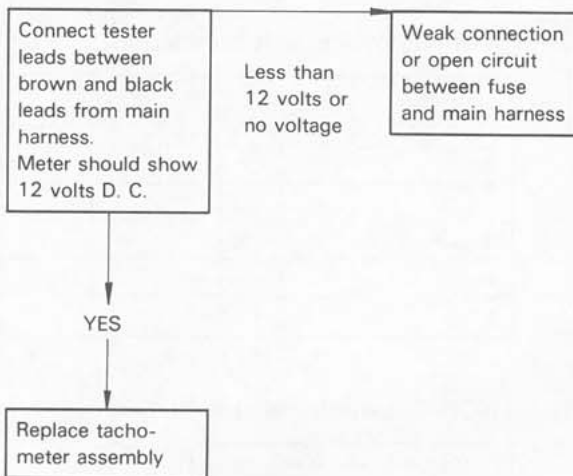 Connect tester
leads between
brown and black
leads from main
harness.
Meter should show
12 volts D. C.
Less than
12 volts or
no voltage
Weak connection
or open circuit
between fuse
and main harness
YES
Replace tacho-
meter assembly